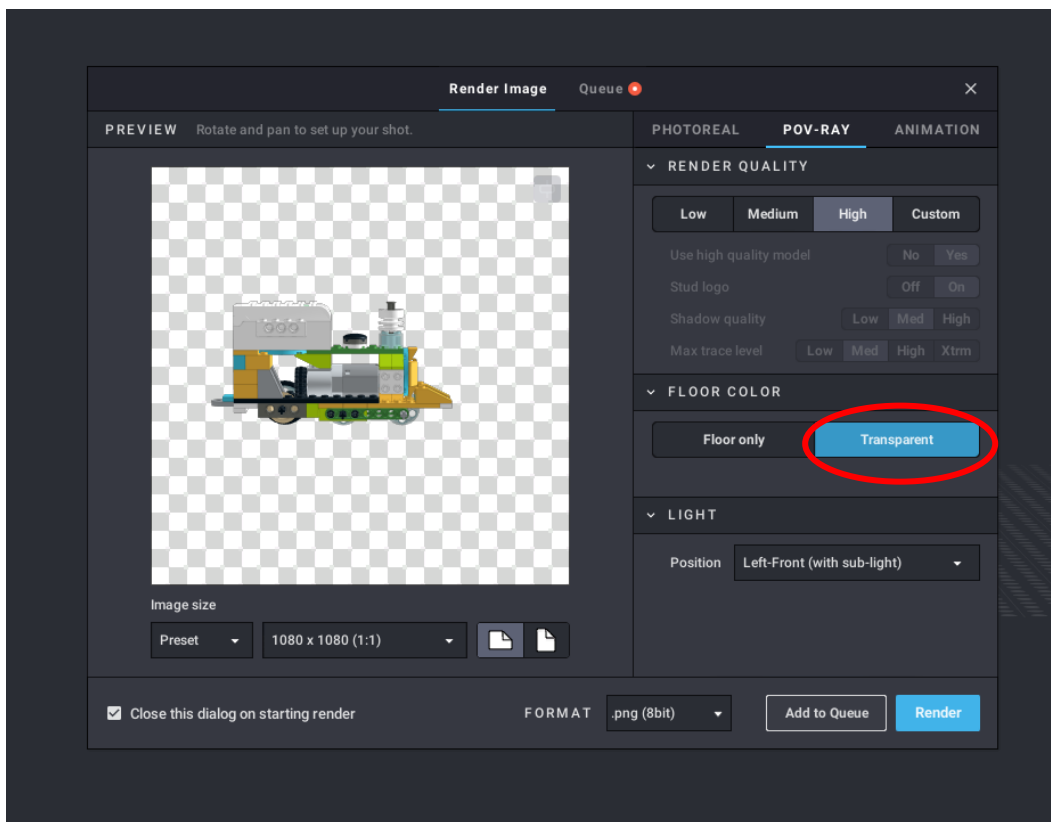 Render Image Queue
PREVIEW Rotate and pan to set up your shot.
PHOTOREAL POV-RAY ANIMATION
RENDER QUALITY
Low Medium High Custom
Use high quality model No Yes
Stud logo Off On
Shadow quality Low Med High
Max trace level Low Med High Xtrm
FLOOR COLOR
Floor only Transparent
LIGHT
Position Left-Front (with sub-light)
Image size
Preset 1080 x 1080 (1:1)
Close this dialog on starting render
FORMAT .png (8bit) Add to Queue Render